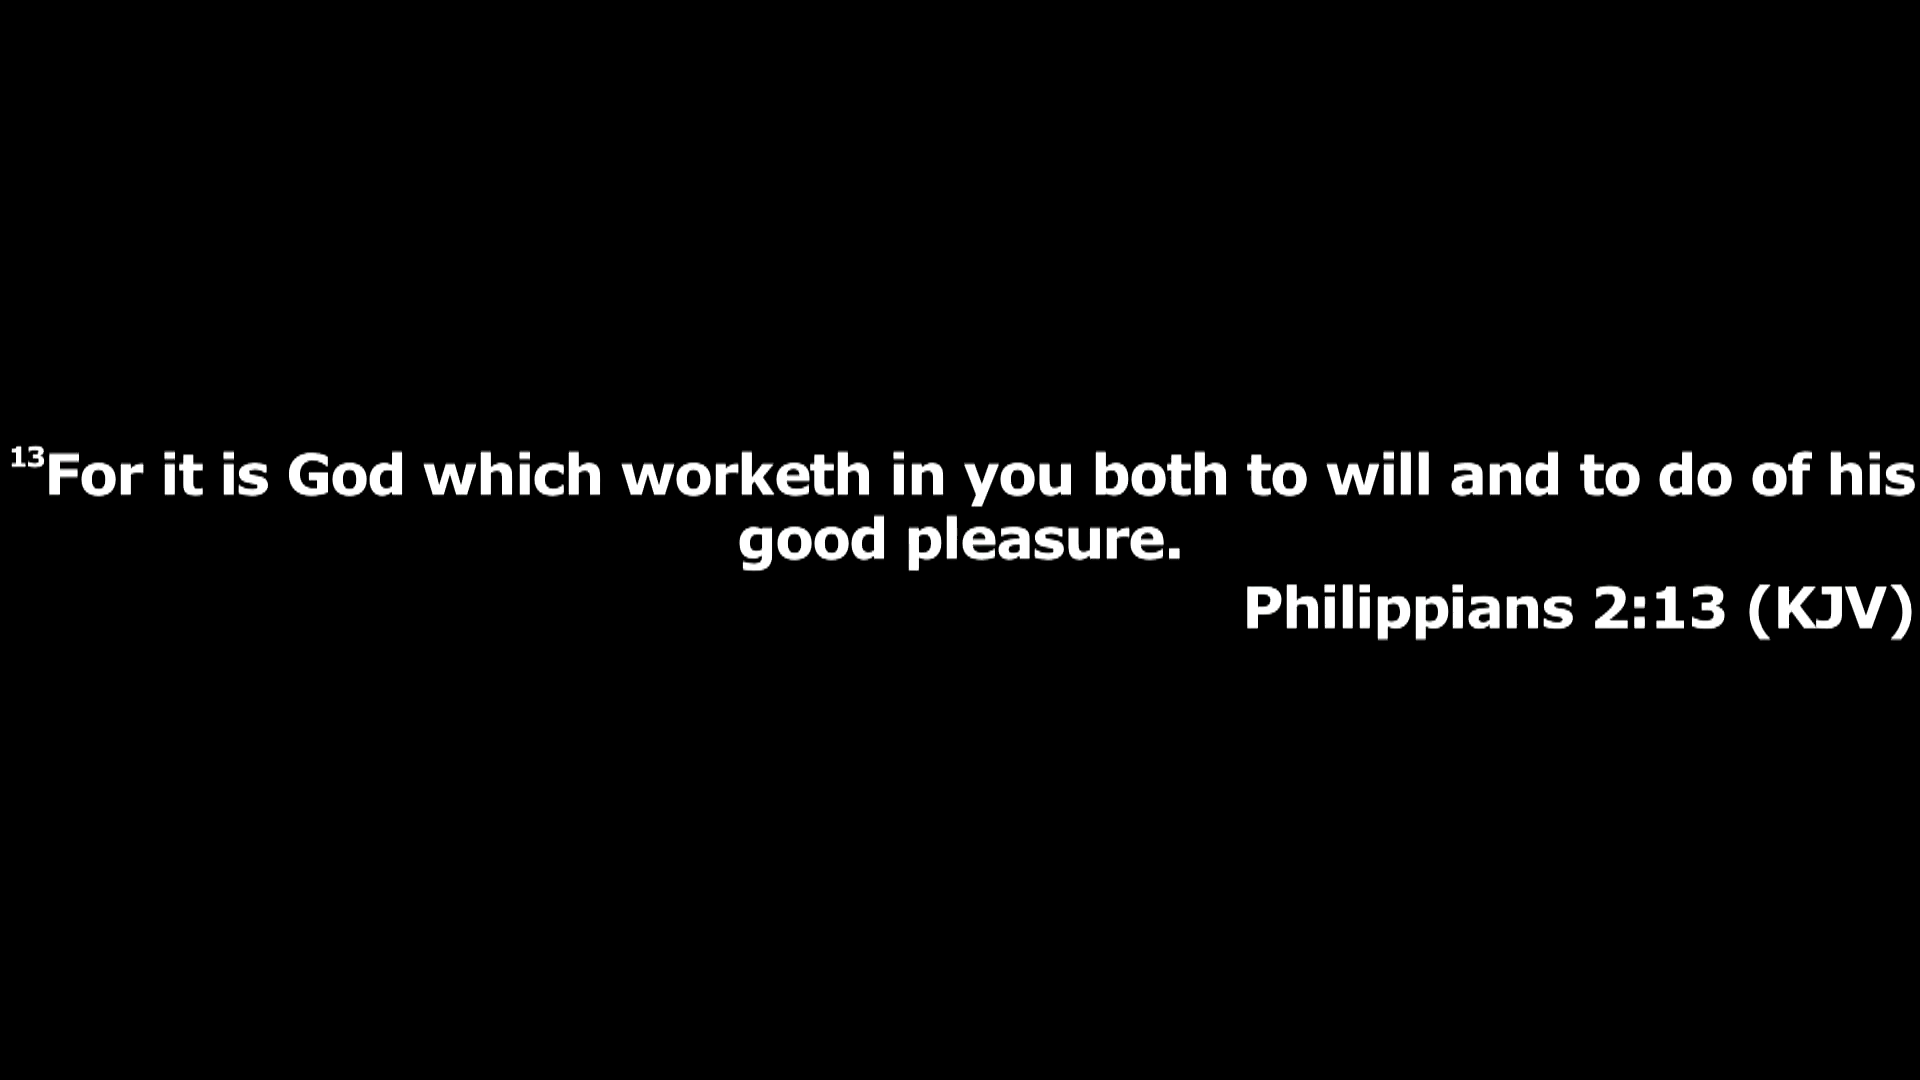 ¹³For it is God which worketh in you both to will and to do of his
good pleasure.
Philippians 2:13 (KJV)